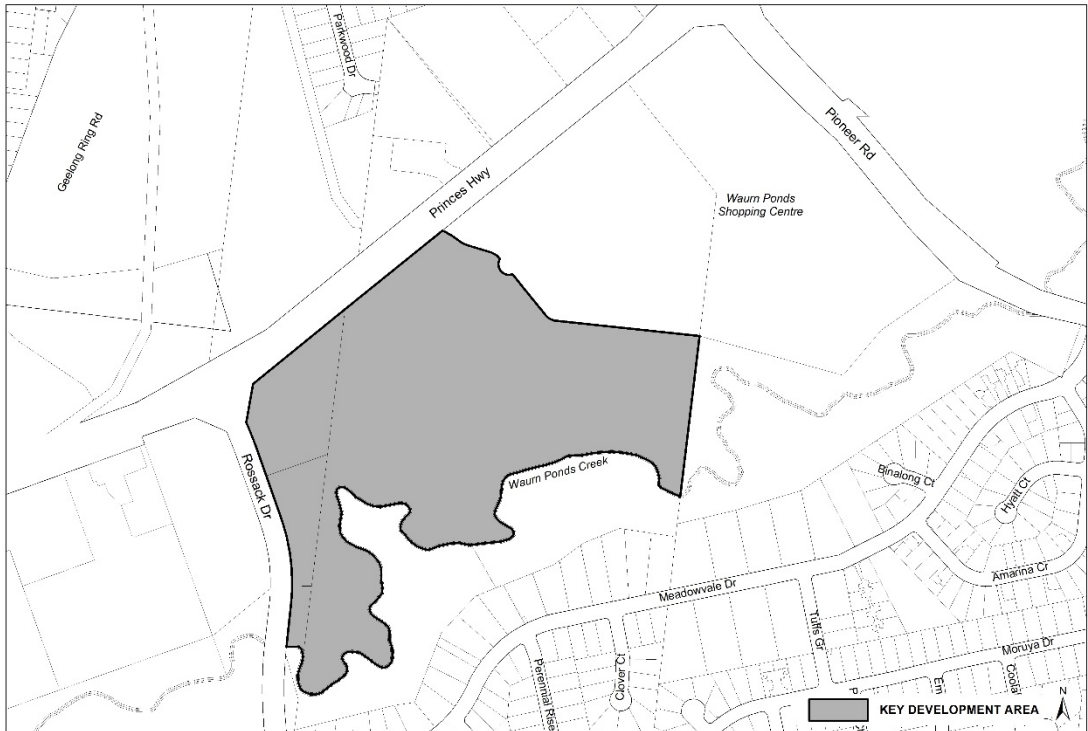 Parkwood Dr
Geelong Ring Rd
Princes Hwy
Pioneer Rd
Waurn Ponds
Shopping Centre
Rossack Dr
Waurn Ponds Creek
Binalong Ct
Hyatt Ct
Amarina Cr
Meadowvale Dr
Tuffs Gr
Moruya Dr
Perennial Rise
Clover Ct
KEY DEVELOPMENT AREA
N